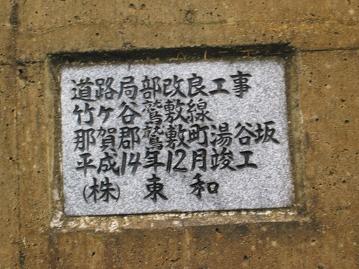 道路局部改良工事
竹ヶ谷鷲敷線
那賀郡鷲敷町湯谷坂
平成14年12月竣工
(株)東和